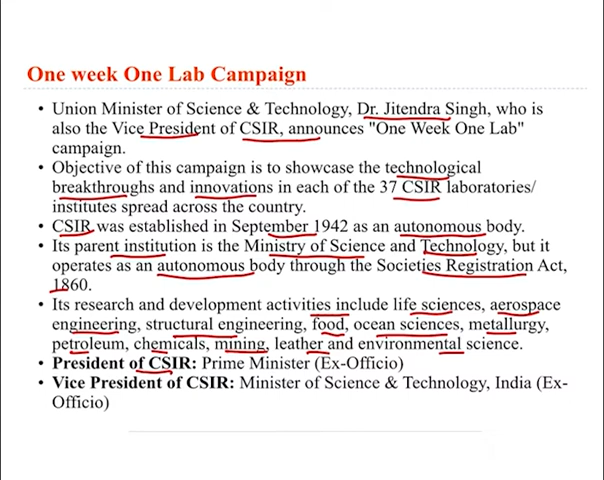 One week One Lab Campaign
• Union Minister of Science & Technology, Dr. Jitendra Singh, who is
also the Vice President of CSIR, announces "One Week One Lab"
campaign.
• Objective of this campaign is to showcase the technological
breakthroughs and innovations in each of the 37 CSIR laboratories/
institutes spread across the country.
• CSIR was established in September 1942 as an autonomous body.
• Its parent institution is the Ministry of Science and Technology, but it
operates as an autonomous body through the Societies Registration Act,
1860.
• Its research and development activities include life sciences, aerospace
engineering, structural engineering, food, ocean sciences, metallurgy,
petroleum, chemicals, mining, leather and environmental science.
• President of CSIR: Prime Minister (Ex-Officio)
• Vice President of CSIR: Minister of Science & Technology, India (Ex-
Officio)